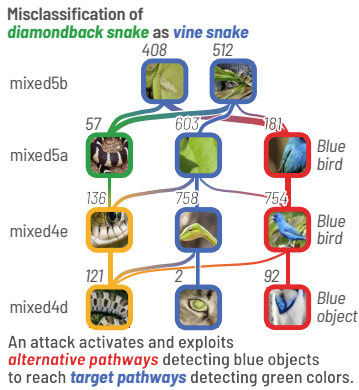 Misclassification of
diamondback snake as vine snake
408 512
mixed5b
57 603 181
mixed5a
Blue
bird
136 758 754
mixed4e
Blue
bird
121 2 92
mixed4d
Blue
object
An attack activates and exploits
alternative pathways detecting blue objects
to reach target pathways detecting green colors.